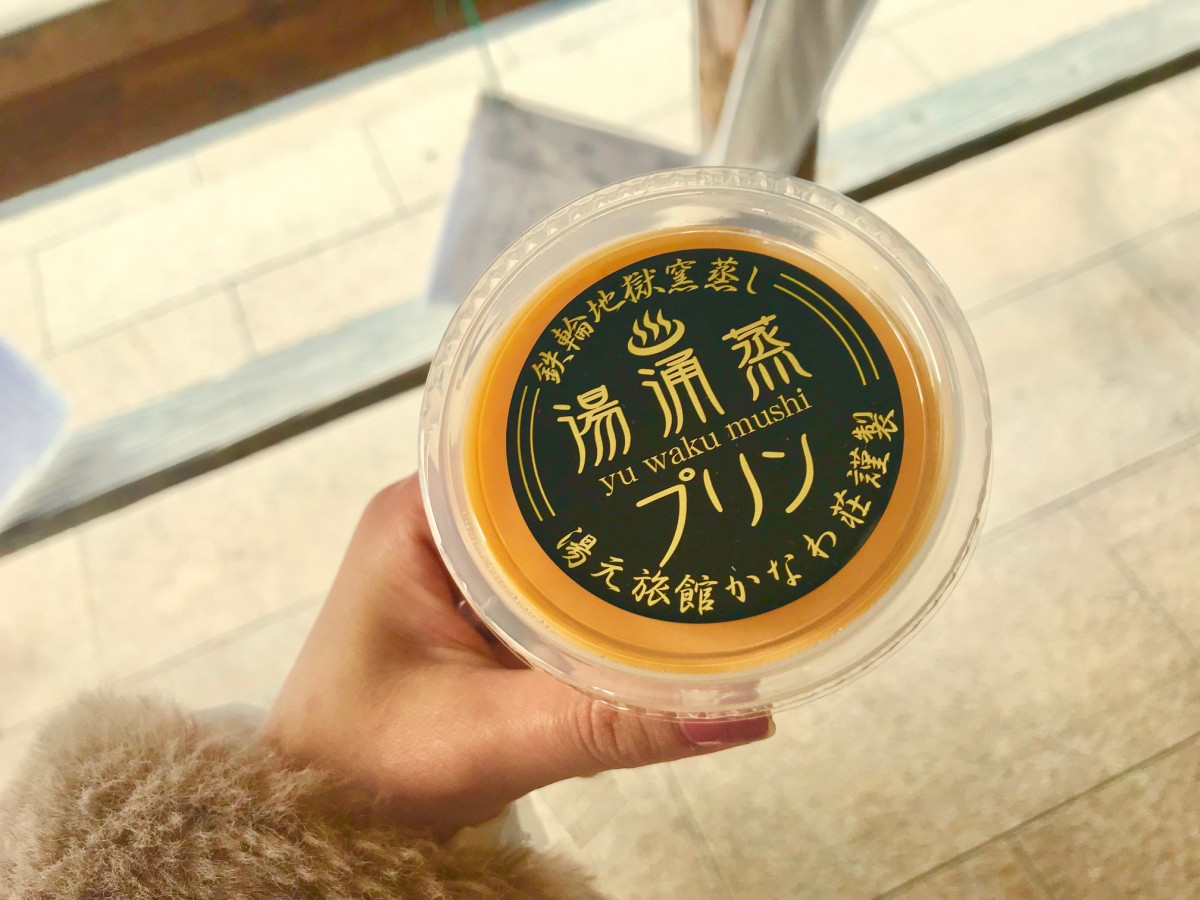 鉄輪地獄窯蒸し
湯涌蒸
yu waku mushi
プリン
湯元旅館かなわ荘謹製